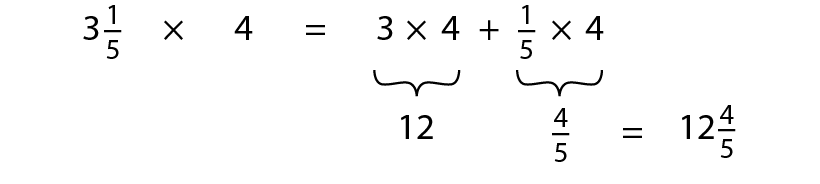 3 1/5 × 4 = 3 × 4 + 1/5 × 4
12 4/5 = 12 4/5